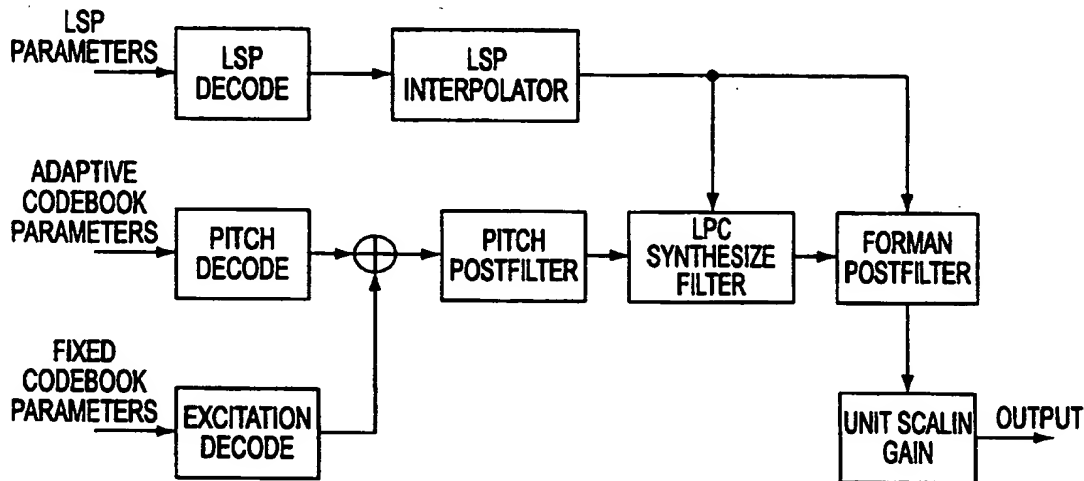 LSP
PARAMETERS
LSP
DECODE
LSP
INTERPOLATOR
ADAPTIVE
CODEBOOK
PARAMETERS
PITCH
DECODE
PITCH
POSTFILTER
LPC
SYNTHESIZE
FILTER
FORMAN
POSTFILTER
FIXED
CODEBOOK
PARAMETERS
EXCITATION
DECODE
UNIT SCALIN
GAIN
OUTPUT